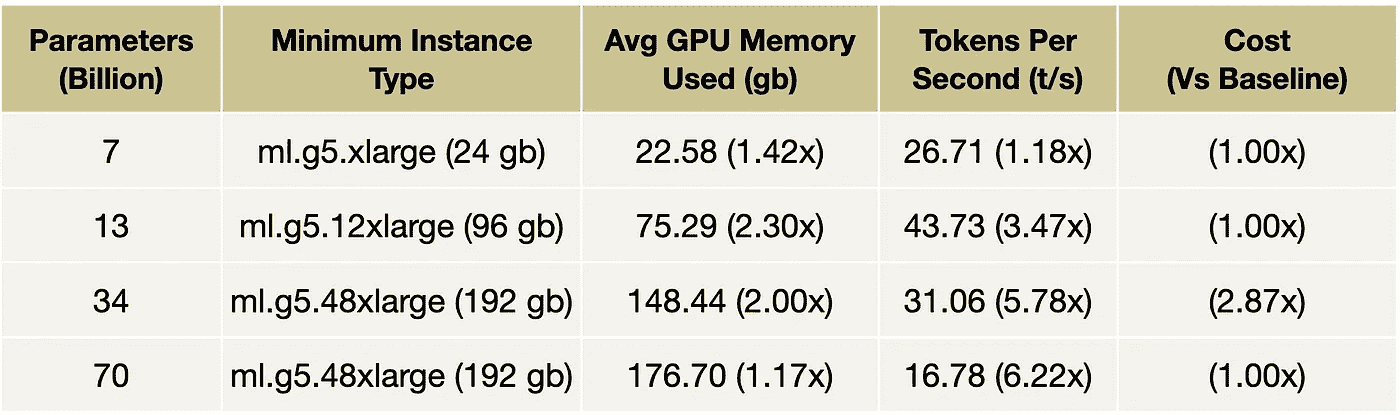 Parameters (Billion) Minimum Instance Type Avg GPU Memory Used (gb) Tokens Per Second (t/s) Cost (Vs Baseline)
7 ml.g5.xlarge (24 gb) 22.58 (1.42x) 26.71 (1.18x) (1.00x)
13 ml.g5.12xlarge (96 gb) 75.29 (2.30x) 43.73 (3.47x) (1.00x)
34 ml.g5.48xlarge (192 gb) 148.44 (2.00x) 31.06 (5.78x) (2.87x)
70 ml.g5.48xlarge (192 gb) 176.70 (1.17x) 16.78 (6.22x) (1.00x)